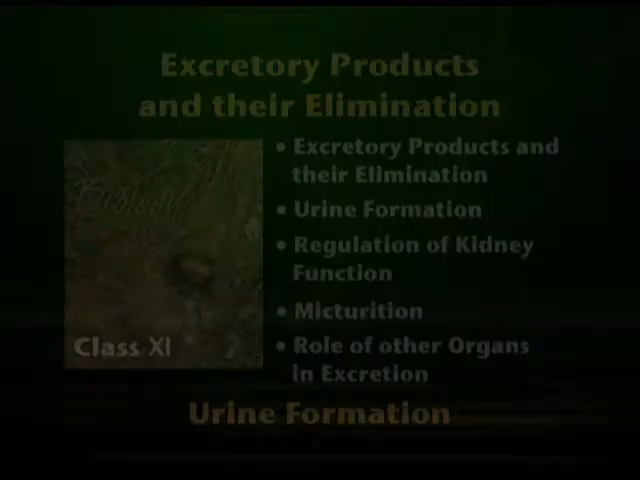 Excretory Products
and their Elimination
Biology
Class XI
• Excretory Products and
their Elimination
• Urine Formation
• Regulation of Kidney
Function
• Micturition
• Role of other Organs
in Excretion
Urine Formation